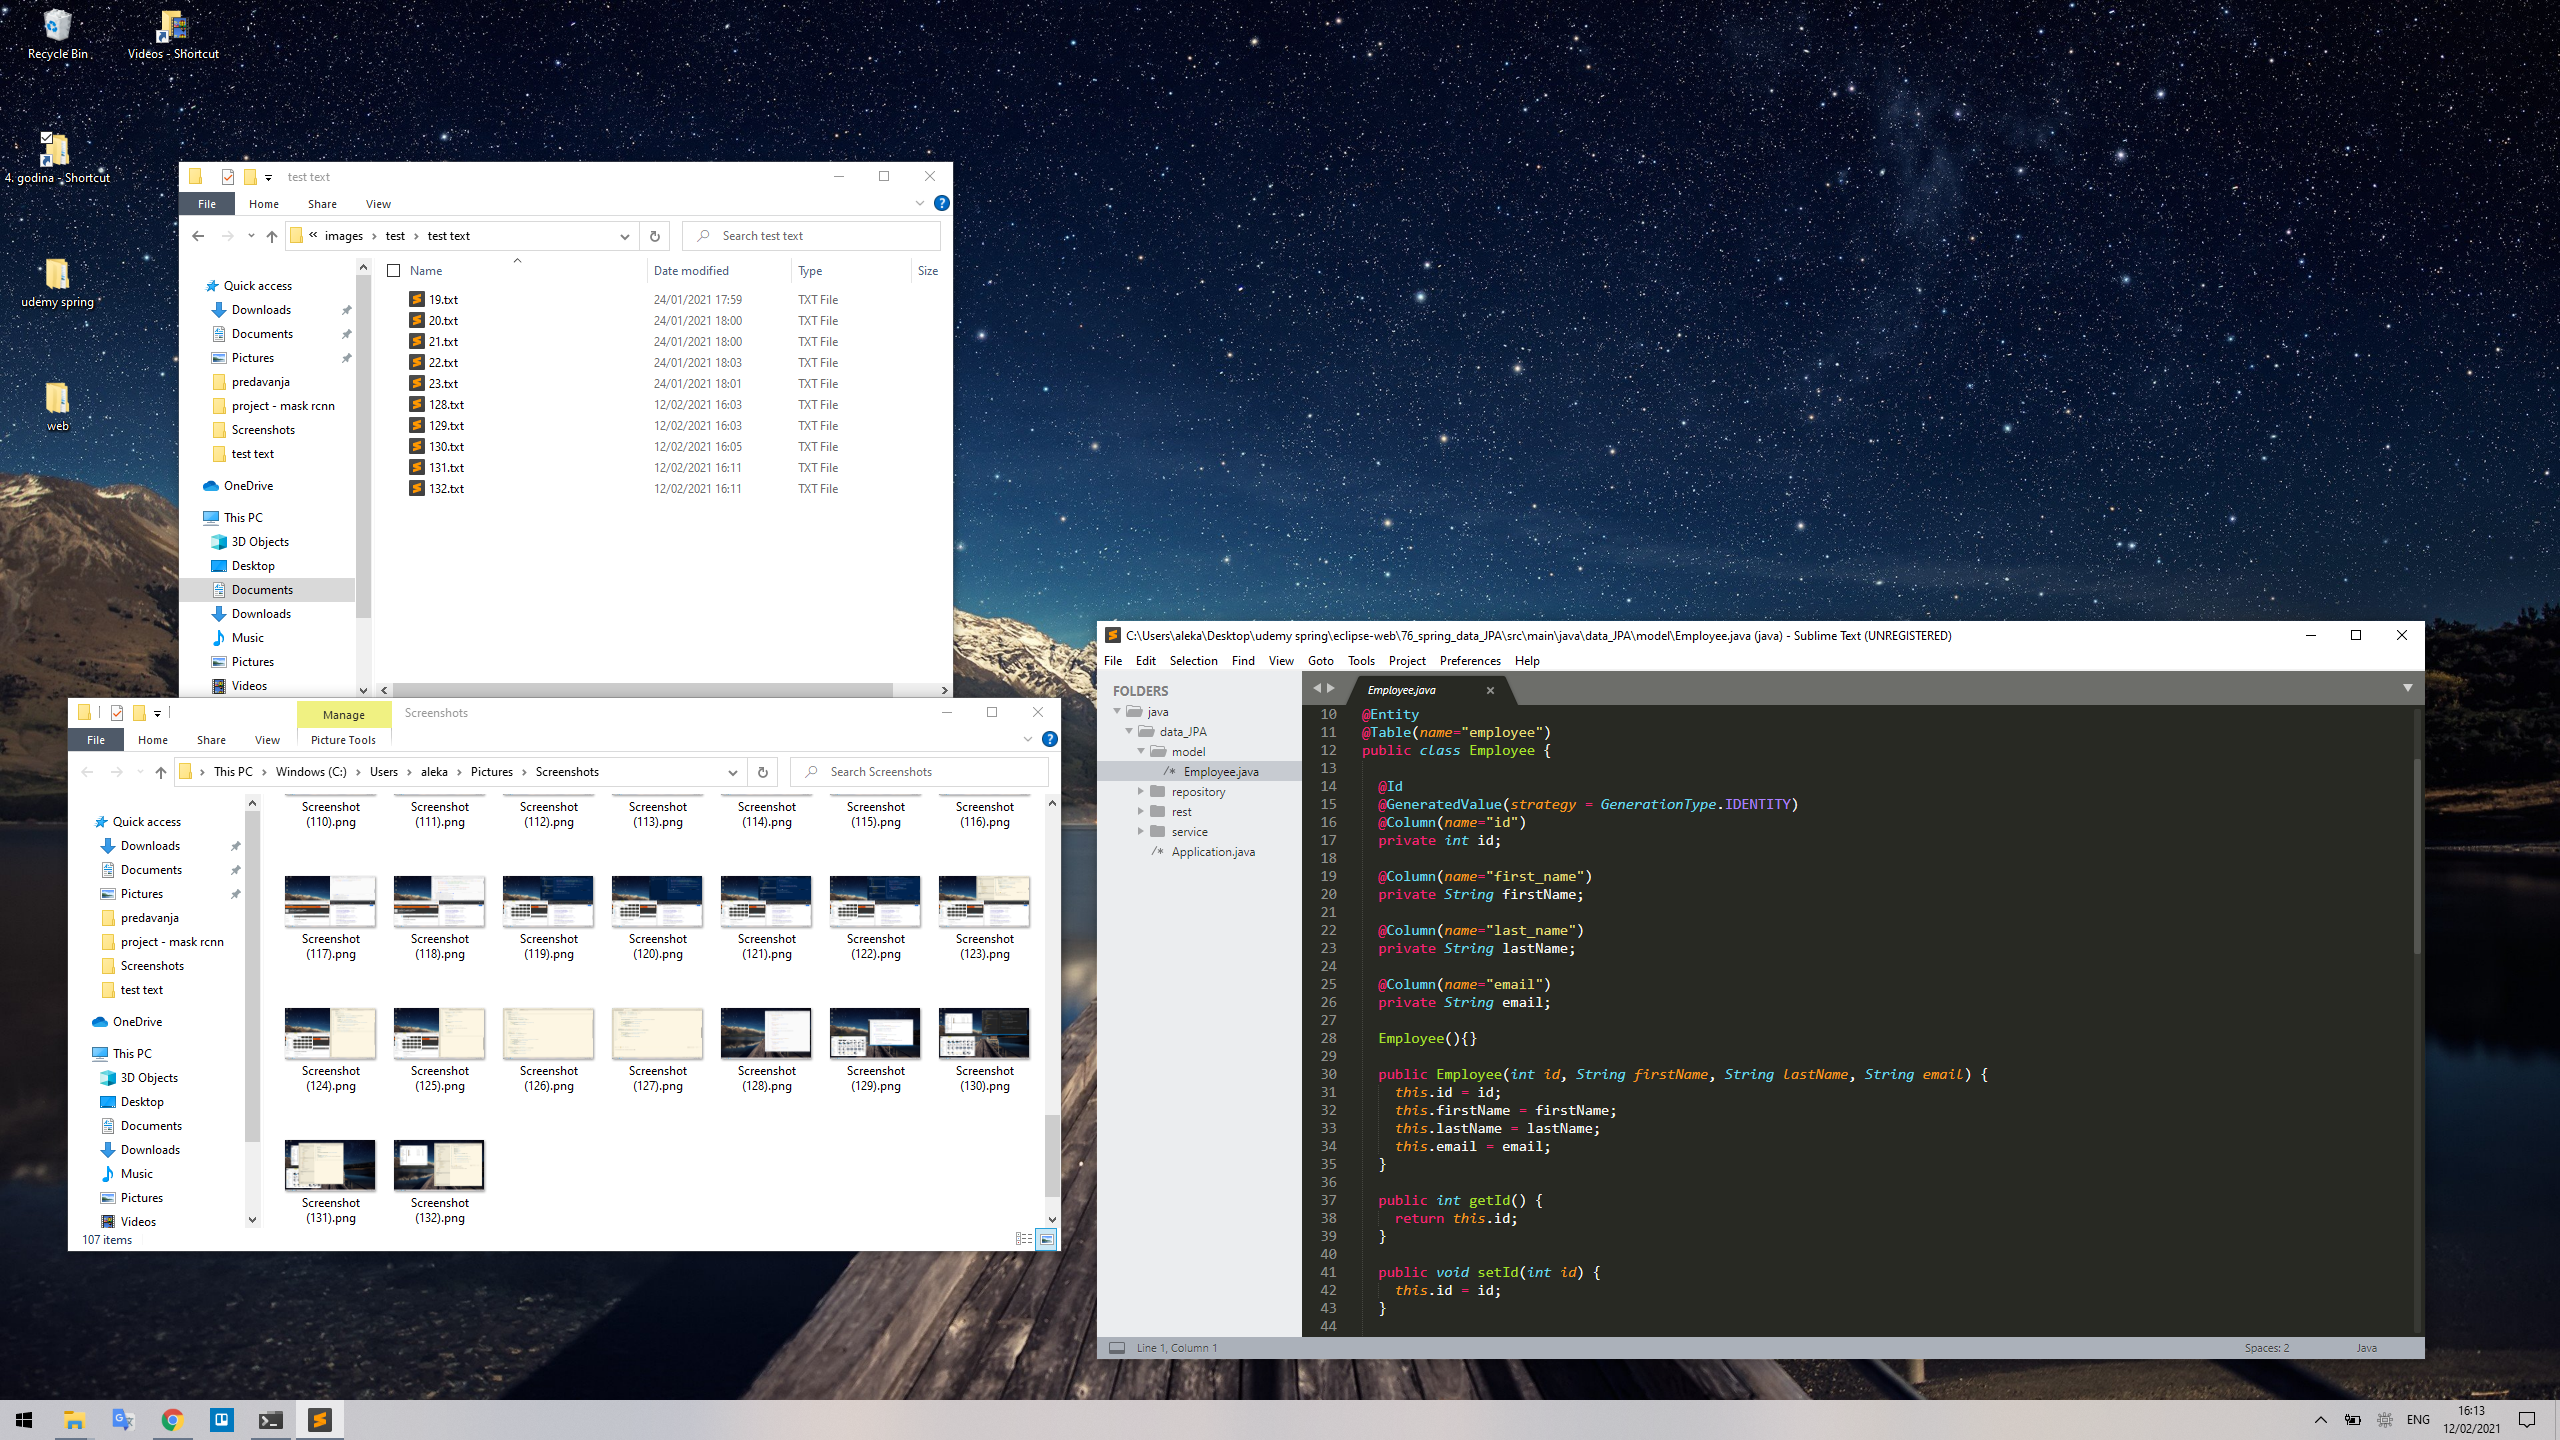 Recycle Bin
Videos - Shortcut
4. godina - Shortcut
udemy spring
web
test text
File Home Share View
images test test text
Search test text
Name Date modified Type Size
Quick access
Downloads
Documents
Pictures
predavanja
project - mask rcnn
Screenshots
test text
OneDrive
This PC
3D Objects
Desktop
Documents
Downloads
Music
Pictures
Videos
19.txt 24/01/2021 17:59 TXT File
20.txt 24/01/2021 18:00 TXT File
21.txt 24/01/2021 18:00 TXT File
22.txt 24/01/2021 18:03 TXT File
23.txt 24/01/2021 18:01 TXT File
128.txt 12/02/2021 16:03 TXT File
129.txt 12/02/2021 16:03 TXT File
130.txt 12/02/2021 16:05 TXT File
131.txt 12/02/2021 16:11 TXT File
132.txt 12/02/2021 16:11 TXT File
Manage Screenshots
File Home Share View Picture Tools
This PC Windows (C:) Users aleka Pictures Screenshots
Search Screenshots
Quick access
Downloads
Documents
Pictures
predavanja
project - mask rcnn
Screenshots
test text
OneDrive
This PC
3D Objects
Desktop
Documents
Downloads
Music
Pictures
Videos
Screenshot Screenshot Screenshot Screenshot Screenshot Screenshot Screenshot
(110).png (111).png (112).png (113).png (114).png (115).png (116).png
Screenshot Screenshot Screenshot Screenshot Screenshot Screenshot Screenshot
(117).png (118).png (119).png (120).png (121).png (122).png (123).png
Screenshot Screenshot Screenshot Screenshot Screenshot Screenshot Screenshot
(124).png (125).png (126).png (127).png (128).png (129).png (130).png
Screenshot Screenshot
(131).png (132).png
107 items
C:\Users\aleka\Desktop\udemy spring\eclipse-web\76_spring_data_JPA\src\main\java\data_JPA\model\Employee.java (java) - Sublime Text (UNREGISTERED)
File Edit Selection Find View Goto Tools Project Preferences Help
FOLDERS
java
data_JPA
model
/* Employee.java
repository
rest
service
/* Application.java
Employee.java
10 @Entity
11 @Table(name="employee")
12 public class Employee {
13
14 @Id
15 @GeneratedValue(strategy = GenerationType.IDENTITY)
16 @Column(name="id")
17 private int id;
18
19 @Column(name="first_name")
20 private String firstName;
21
22 @Column(name="last_name")
23 private String lastName;
24
25 @Column(name="email")
26 private String email;
27
28 Employee(){}
29
30 public Employee(int id, String firstName, String lastName, String email) {
31 this.id = id;
32 this.firstName = firstName;
33 this.lastName = lastName;
34 this.email = email;
35 }
36
37 public int getId() {
38 return this.id;
39 }
40
41 public void setId(int id) {
42 this.id = id;
43 }
44
Line 1, Column 1
Spaces: 2
Java
ENG
16:13
12/02/2021